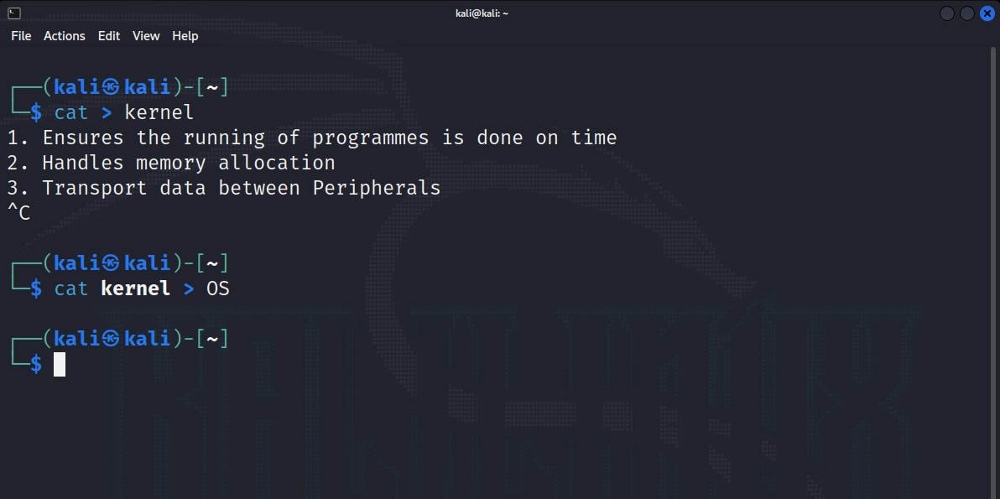 kali@kali: ~
File Actions Edit View Help
┌──(kali㉿kali)-[~]
└─$ cat > kernel
1. Ensures the running of programmes is done on time
2. Handles memory allocation
3. Transport data between Peripherals
^C
┌──(kali㉿kali)-[~]
└─$ cat kernel > OS
┌──(kali㉿kali)-[~]
└─$